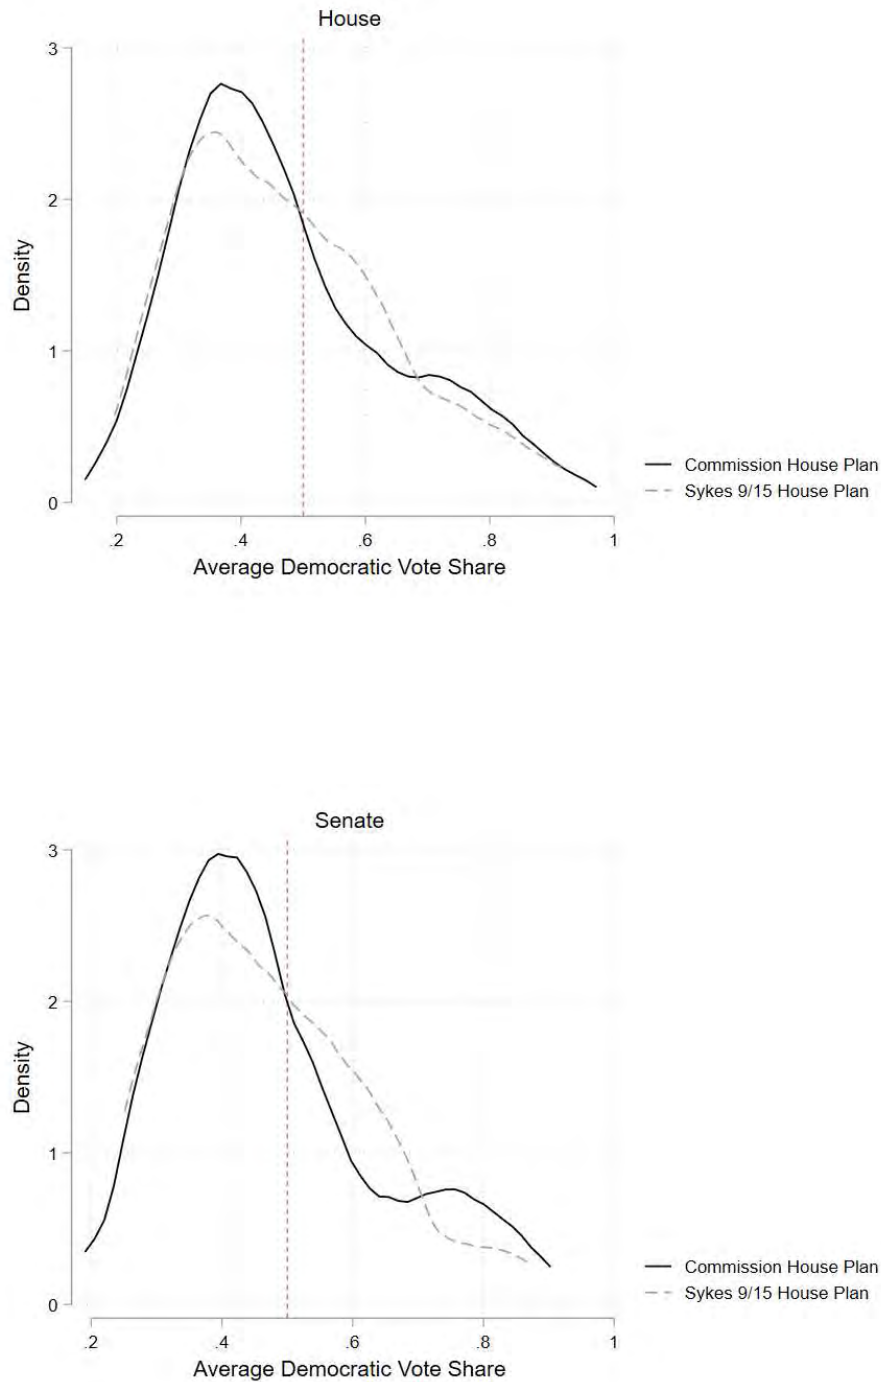 House
3
2
1
0
Density
.2 .4 .6 .8 1
Average Democratic Vote Share
Commission House Plan
Sykes 9/15 House Plan
Senate
3
2
1
0
Density
.2 .4 .6 .8 1
Average Democratic Vote Share
Commission House Plan
Sykes 9/15 House Plan